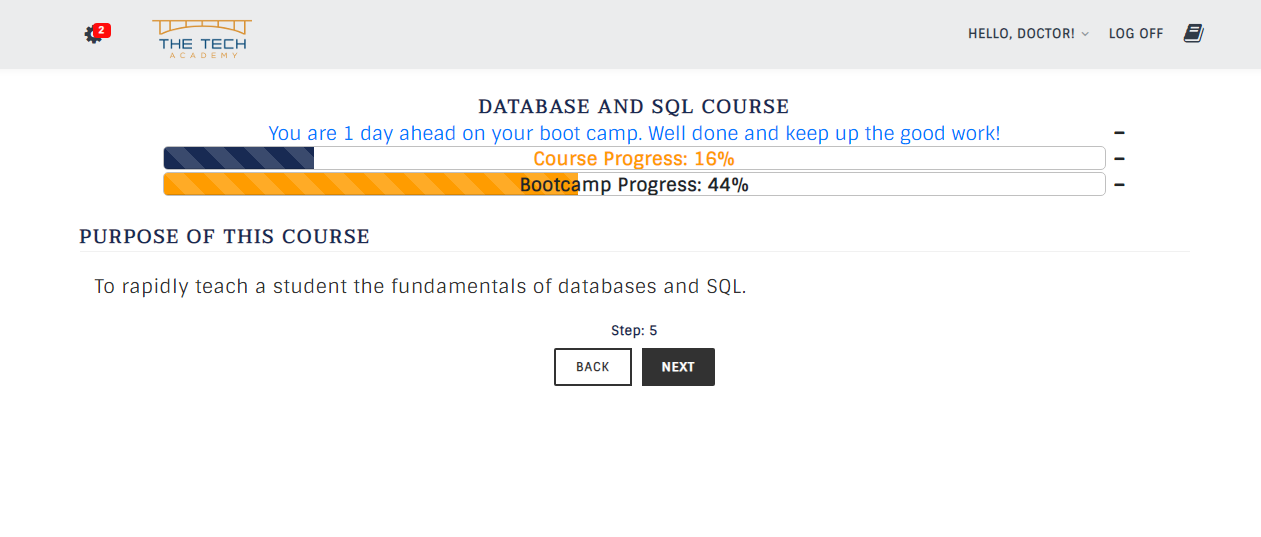 2
THE TECH
ACADEMY
HELLO, DOCTOR!
LOG OFF
DATABASE AND SQL COURSE
You are 1 day ahead on your boot camp. Well done and keep up the good work!
Course Progress: 16%
Bootcamp Progress: 44%
PURPOSE OF THIS COURSE
To rapidly teach a student the fundamentals of databases and SQL.
Step: 5
BACK NEXT